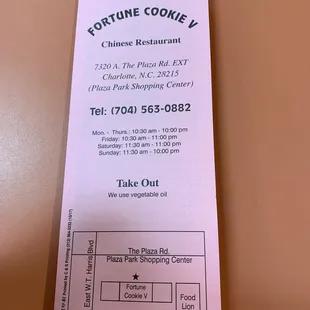 FORTUNE COOKIE V
Chinese Restaurant
7320 A. The Plaza Rd. EXT
Charlotte, N.C. 28215
(Plaza Park Shopping Center)
Tel: (704) 563-0882
Mon. - Thurs.: 10:30 am - 10:00 pm
Friday: 10:30 am - 11:00 pm
Saturday: 11:30 am - 11:00 pm
Sunday: 11:30 am - 10:00 pm
Take Out
We use vegetable oil
The Plaza Rd.
Plaza Park Shopping Center
East W.T. Harris Blvd
Fortune
Cookie V
Food
Lion